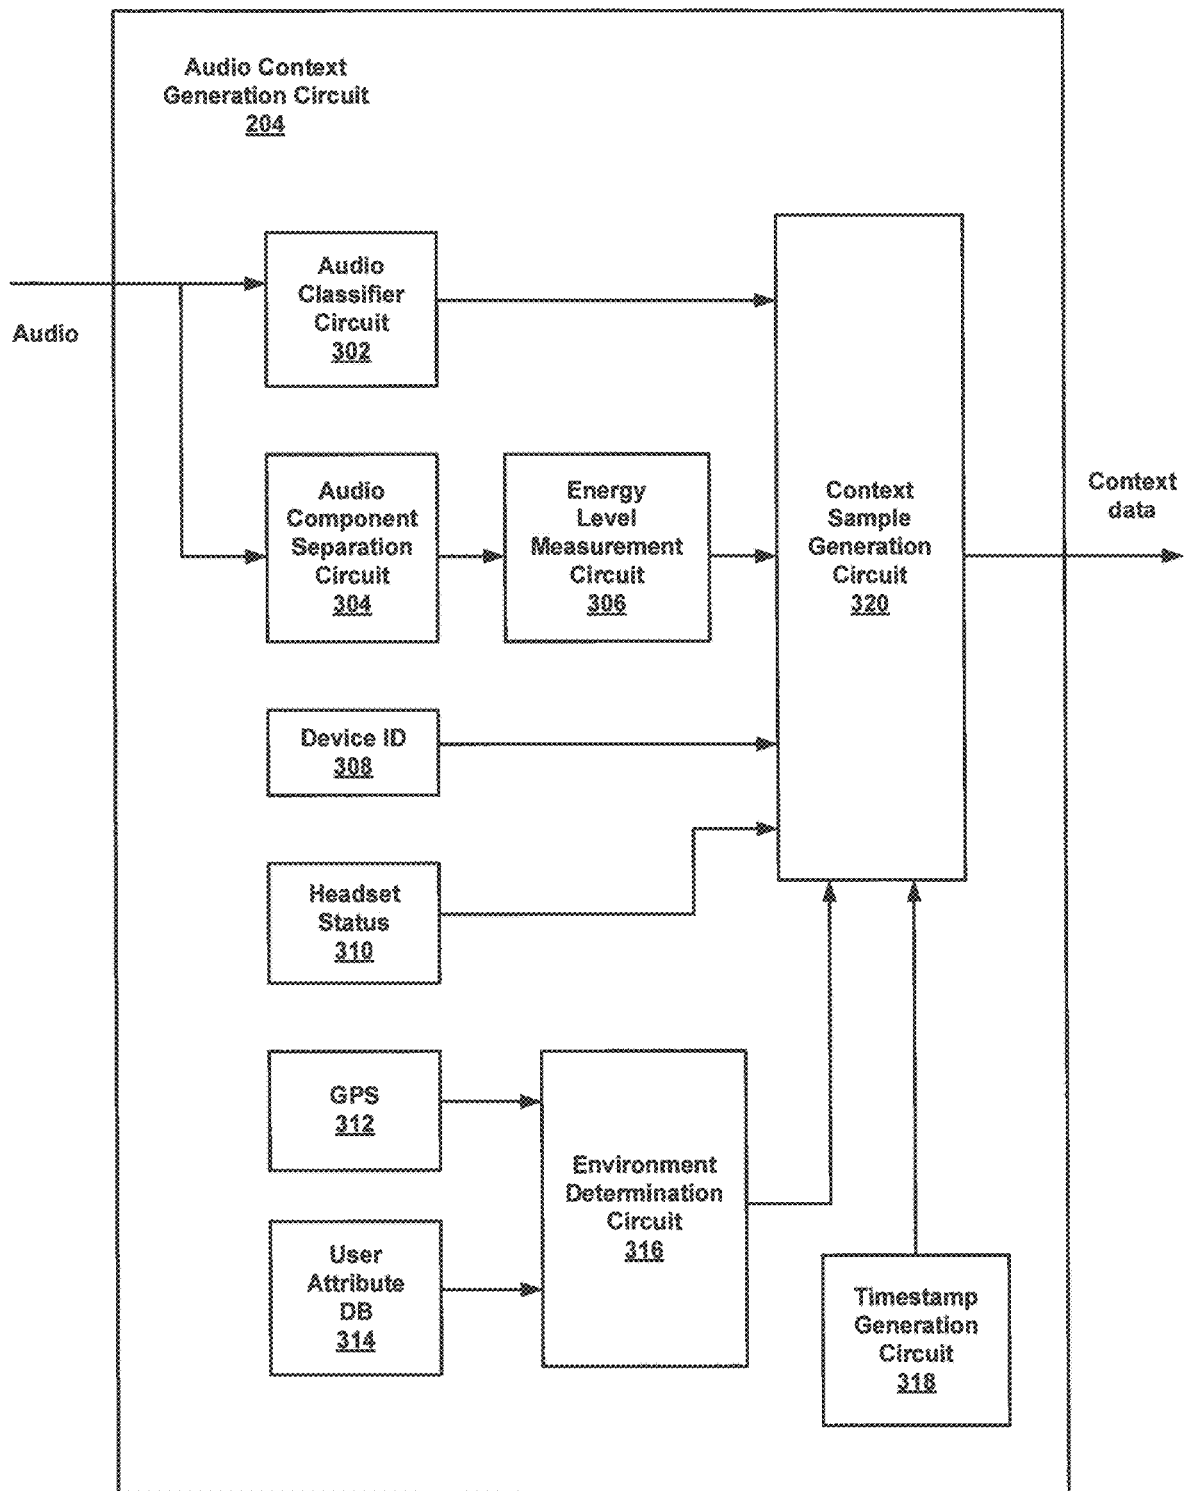 Audio Context
Generation Circuit
204
Audio
Audio
Classifier
Circuit
302
Audio
Component
Separation
Circuit
304
Energy
Level
Measurement
Circuit
306
Context
Sample
Generation
Circuit
320
Context
data
Device ID
308
Headset
Status
310
GPS
312
User
Attribute
DB
314
Environment
Determination
Circuit
316
Timestamp
Generation
Circuit
318